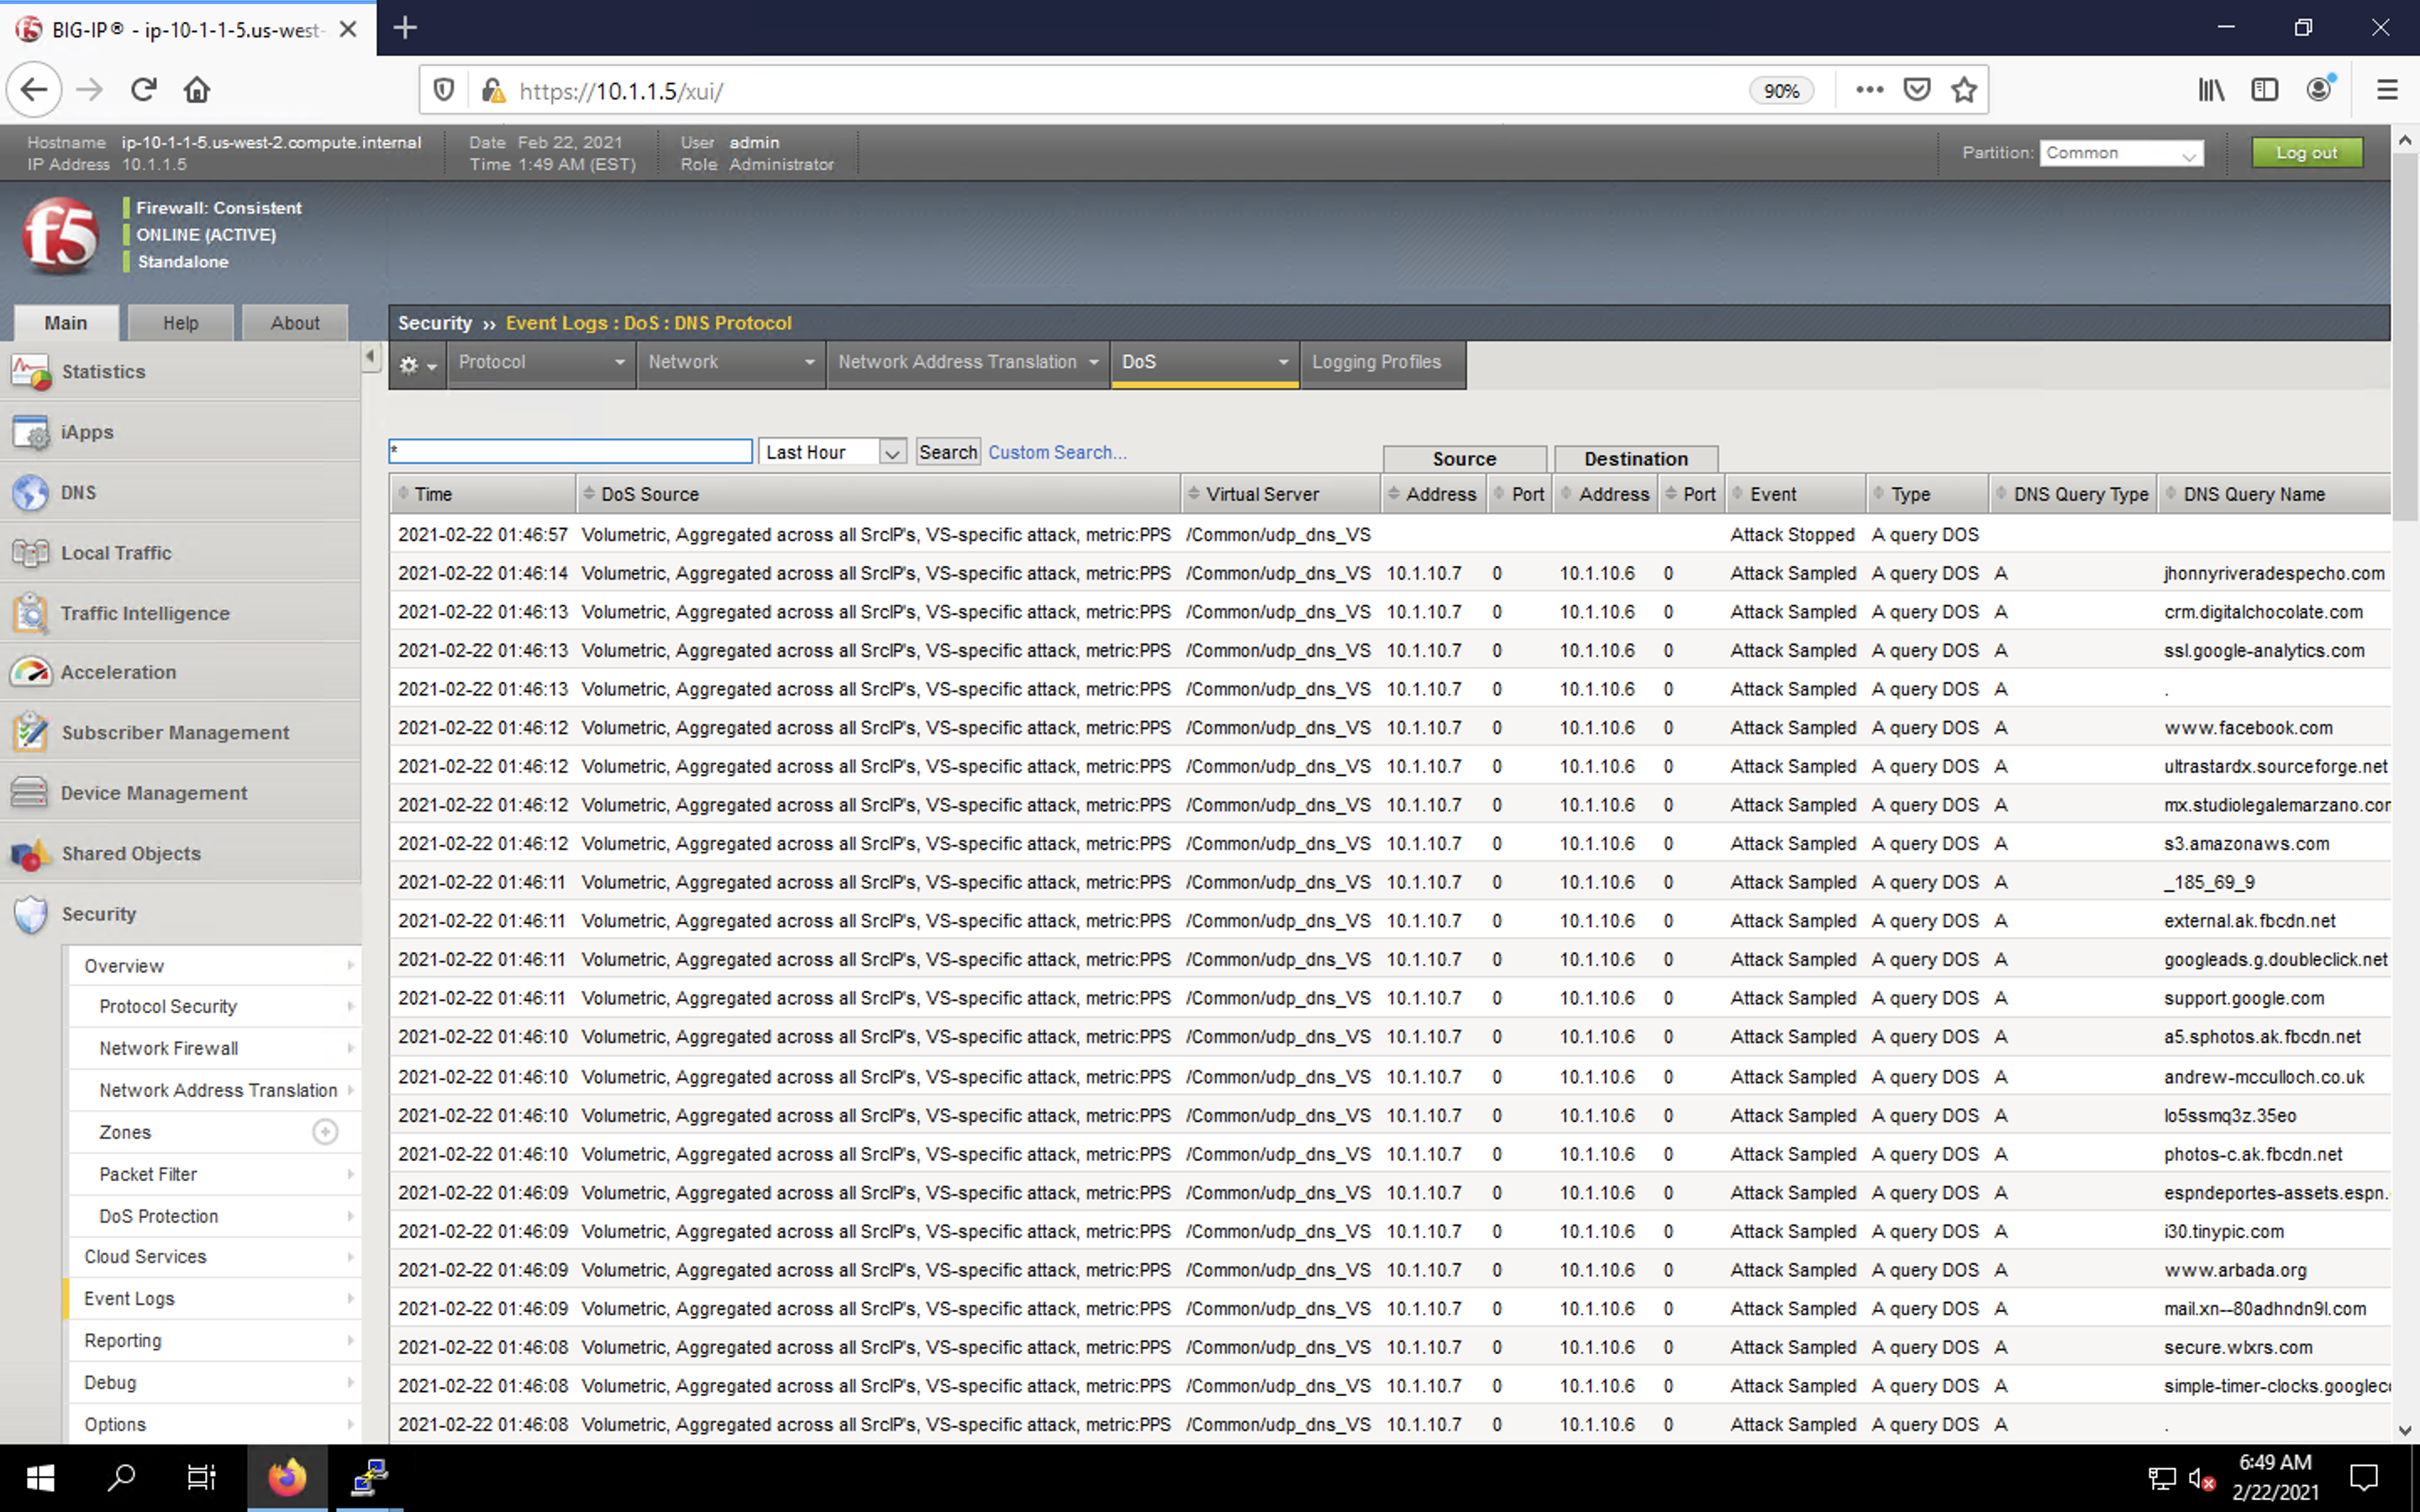 BIG-IP® - ip-10-1-1-5.us-west-
https://10.1.1.5/xui/ 90%
Hostname ip-10-1-1-5.us-west-2.compute.internal Date Feb 22, 2021 User admin
IP Address 10.1.1.5 Time 1:49 AM (EST) Role Administrator
Partition: Common Log out
f5
Firewall: Consistent
ONLINE (ACTIVE)
Standalone
Main Help About
Security ›› Event Logs : DoS : DNS Protocol
Protocol Network Network Address Translation DoS Logging Profiles
Statistics
iApps
DNS
Local Traffic
Traffic Intelligence
Acceleration
Subscriber Management
Device Management
Shared Objects
Security
Overview
Protocol Security
Network Firewall
Network Address Translation
Zones
Packet Filter
DoS Protection
Cloud Services
Event Logs
Reporting
Debug
Options
* Last Hour Search Custom Search... Source Destination
Time DoS Source Virtual Server Address Port Address Port Event Type DNS Query Type DNS Query Name
2021-02-22 01:46:57 Volumetric, Aggregated across all SrcIP's, VS-specific attack, metric:PPS /Common/udp_dns_VS Attack Stopped A query DOS
2021-02-22 01:46:14 Volumetric, Aggregated across all SrcIP's, VS-specific attack, metric:PPS /Common/udp_dns_VS 10.1.10.7 0 10.1.10.6 0 Attack Sampled A query DOS A jhonnyriveradespecho.com
2021-02-22 01:46:13 Volumetric, Aggregated across all SrcIP's, VS-specific attack, metric:PPS /Common/udp_dns_VS 10.1.10.7 0 10.1.10.6 0 Attack Sampled A query DOS A crm.digitalchocolate.com
2021-02-22 01:46:13 Volumetric, Aggregated across all SrcIP's, VS-specific attack, metric:PPS /Common/udp_dns_VS 10.1.10.7 0 10.1.10.6 0 Attack Sampled A query DOS A ssl.google-analytics.com
2021-02-22 01:46:13 Volumetric, Aggregated across all SrcIP's, VS-specific attack, metric:PPS /Common/udp_dns_VS 10.1.10.7 0 10.1.10.6 0 Attack Sampled A query DOS A .
2021-02-22 01:46:12 Volumetric, Aggregated across all SrcIP's, VS-specific attack, metric:PPS /Common/udp_dns_VS 10.1.10.7 0 10.1.10.6 0 Attack Sampled A query DOS A www.facebook.com
2021-02-22 01:46:12 Volumetric, Aggregated across all SrcIP's, VS-specific attack, metric:PPS /Common/udp_dns_VS 10.1.10.7 0 10.1.10.6 0 Attack Sampled A query DOS A ultrastardx.sourceforge.net
2021-02-22 01:46:12 Volumetric, Aggregated across all SrcIP's, VS-specific attack, metric:PPS /Common/udp_dns_VS 10.1.10.7 0 10.1.10.6 0 Attack Sampled A query DOS A mx.studiolegalemarzano.com
2021-02-22 01:46:12 Volumetric, Aggregated across all SrcIP's, VS-specific attack, metric:PPS /Common/udp_dns_VS 10.1.10.7 0 10.1.10.6 0 Attack Sampled A query DOS A s3.amazonaws.com
2021-02-22 01:46:11 Volumetric, Aggregated across all SrcIP's, VS-specific attack, metric:PPS /Common/udp_dns_VS 10.1.10.7 0 10.1.10.6 0 Attack Sampled A query DOS A _185_69_9
2021-02-22 01:46:11 Volumetric, Aggregated across all SrcIP's, VS-specific attack, metric:PPS /Common/udp_dns_VS 10.1.10.7 0 10.1.10.6 0 Attack Sampled A query DOS A external.ak.fbcdn.net
2021-02-22 01:46:11 Volumetric, Aggregated across all SrcIP's, VS-specific attack, metric:PPS /Common/udp_dns_VS 10.1.10.7 0 10.1.10.6 0 Attack Sampled A query DOS A googleads.g.doubleclick.net
2021-02-22 01:46:11 Volumetric, Aggregated across all SrcIP's, VS-specific attack, metric:PPS /Common/udp_dns_VS 10.1.10.7 0 10.1.10.6 0 Attack Sampled A query DOS A support.google.com
2021-02-22 01:46:10 Volumetric, Aggregated across all SrcIP's, VS-specific attack, metric:PPS /Common/udp_dns_VS 10.1.10.7 0 10.1.10.6 0 Attack Sampled A query DOS A a5.sphotos.ak.fbcdn.net
2021-02-22 01:46:10 Volumetric, Aggregated across all SrcIP's, VS-specific attack, metric:PPS /Common/udp_dns_VS 10.1.10.7 0 10.1.10.6 0 Attack Sampled A query DOS A andrew-mcculloch.co.uk
2021-02-22 01:46:10 Volumetric, Aggregated across all SrcIP's, VS-specific attack, metric:PPS /Common/udp_dns_VS 10.1.10.7 0 10.1.10.6 0 Attack Sampled A query DOS A lo5ssmq3z.35eo
2021-02-22 01:46:10 Volumetric, Aggregated across all SrcIP's, VS-specific attack, metric:PPS /Common/udp_dns_VS 10.1.10.7 0 10.1.10.6 0 Attack Sampled A query DOS A photos-c.ak.fbcdn.net
2021-02-22 01:46:09 Volumetric, Aggregated across all SrcIP's, VS-specific attack, metric:PPS /Common/udp_dns_VS 10.1.10.7 0 10.1.10.6 0 Attack Sampled A query DOS A espndeportes-assets.espn.
2021-02-22 01:46:09 Volumetric, Aggregated across all SrcIP's, VS-specific attack, metric:PPS /Common/udp_dns_VS 10.1.10.7 0 10.1.10.6 0 Attack Sampled A query DOS A i30.tinypic.com
2021-02-22 01:46:09 Volumetric, Aggregated across all SrcIP's, VS-specific attack, metric:PPS /Common/udp_dns_VS 10.1.10.7 0 10.1.10.6 0 Attack Sampled A query DOS A www.arbada.org
2021-02-22 01:46:09 Volumetric, Aggregated across all SrcIP's, VS-specific attack, metric:PPS /Common/udp_dns_VS 10.1.10.7 0 10.1.10.6 0 Attack Sampled A query DOS A mail.xn--80adhndn9l.com
2021-02-22 01:46:08 Volumetric, Aggregated across all SrcIP's, VS-specific attack, metric:PPS /Common/udp_dns_VS 10.1.10.7 0 10.1.10.6 0 Attack Sampled A query DOS A secure.wlxrs.com
2021-02-22 01:46:08 Volumetric, Aggregated across all SrcIP's, VS-specific attack, metric:PPS /Common/udp_dns_VS 10.1.10.7 0 10.1.10.6 0 Attack Sampled A query DOS A simple-timer-clocks.googlec
2021-02-22 01:46:08 Volumetric, Aggregated across all SrcIP's, VS-specific attack, metric:PPS /Common/udp_dns_VS 10.1.10.7 0 10.1.10.6 0 Attack Sampled A query DOS A .
6:49 AM
2/22/2021